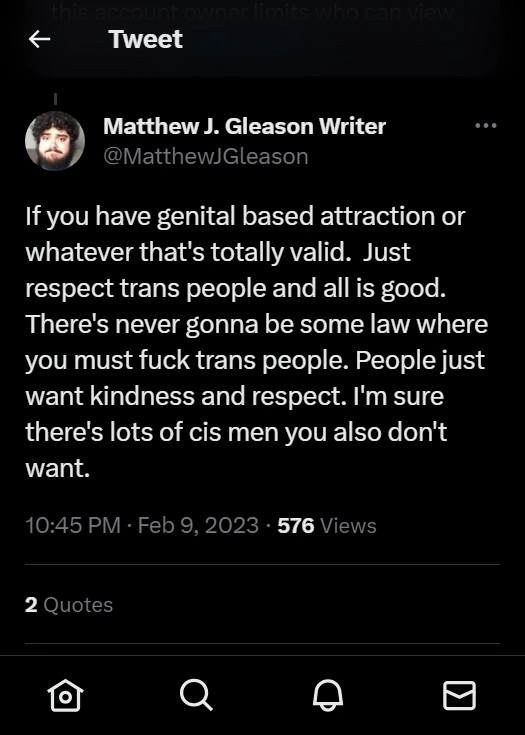 this account owner limits who can view
Tweet
Matthew J. Gleason Writer
@MatthewJGleason
If you have genital based attraction or
whatever that's totally valid.  Just
respect trans people and all is good.
There's never gonna be some law where
you must fuck trans people. People just
want kindness and respect. I'm sure
there's lots of cis men you also don't
want.
10:45 PM · Feb 9, 2023 · 576 Views
2 Quotes